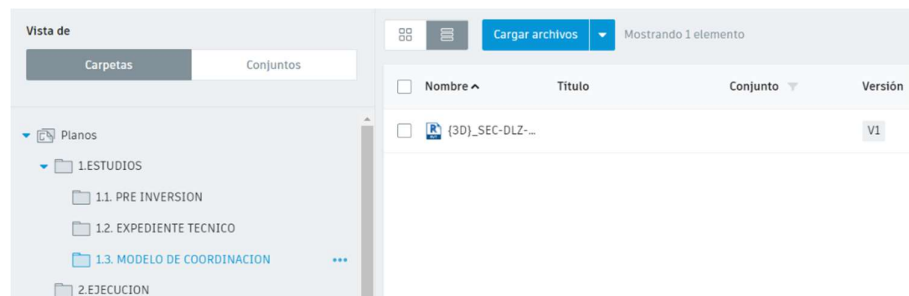 Vista de
Carpetas
Conjuntos
Planos
1.ESTUDIOS
1.1. PRE INVERSION
1.2. EXPEDIENTE TECNICO
1.3. MODELO DE COORDINACION
2.EJECUCION
Cargar archivos
Mostrando 1 elemento
Nombre Título Conjunto Versión
{3D}_SEC-DLZ-... V1